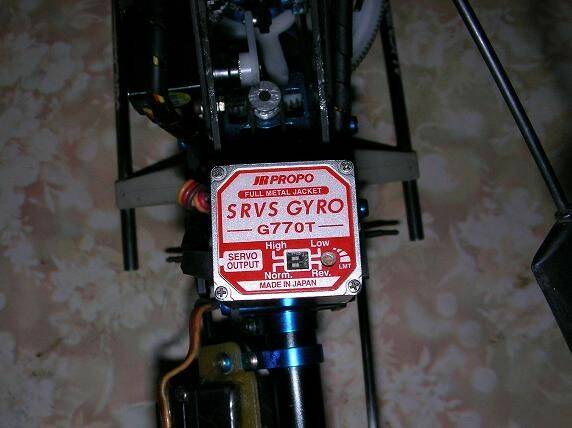 JR PROPO
FULL METAL JACKET
SRVS GYRO
G770T
High Low
SERVO
OUTPUT
LMT
Norm. Rev.
MADE IN JAPAN